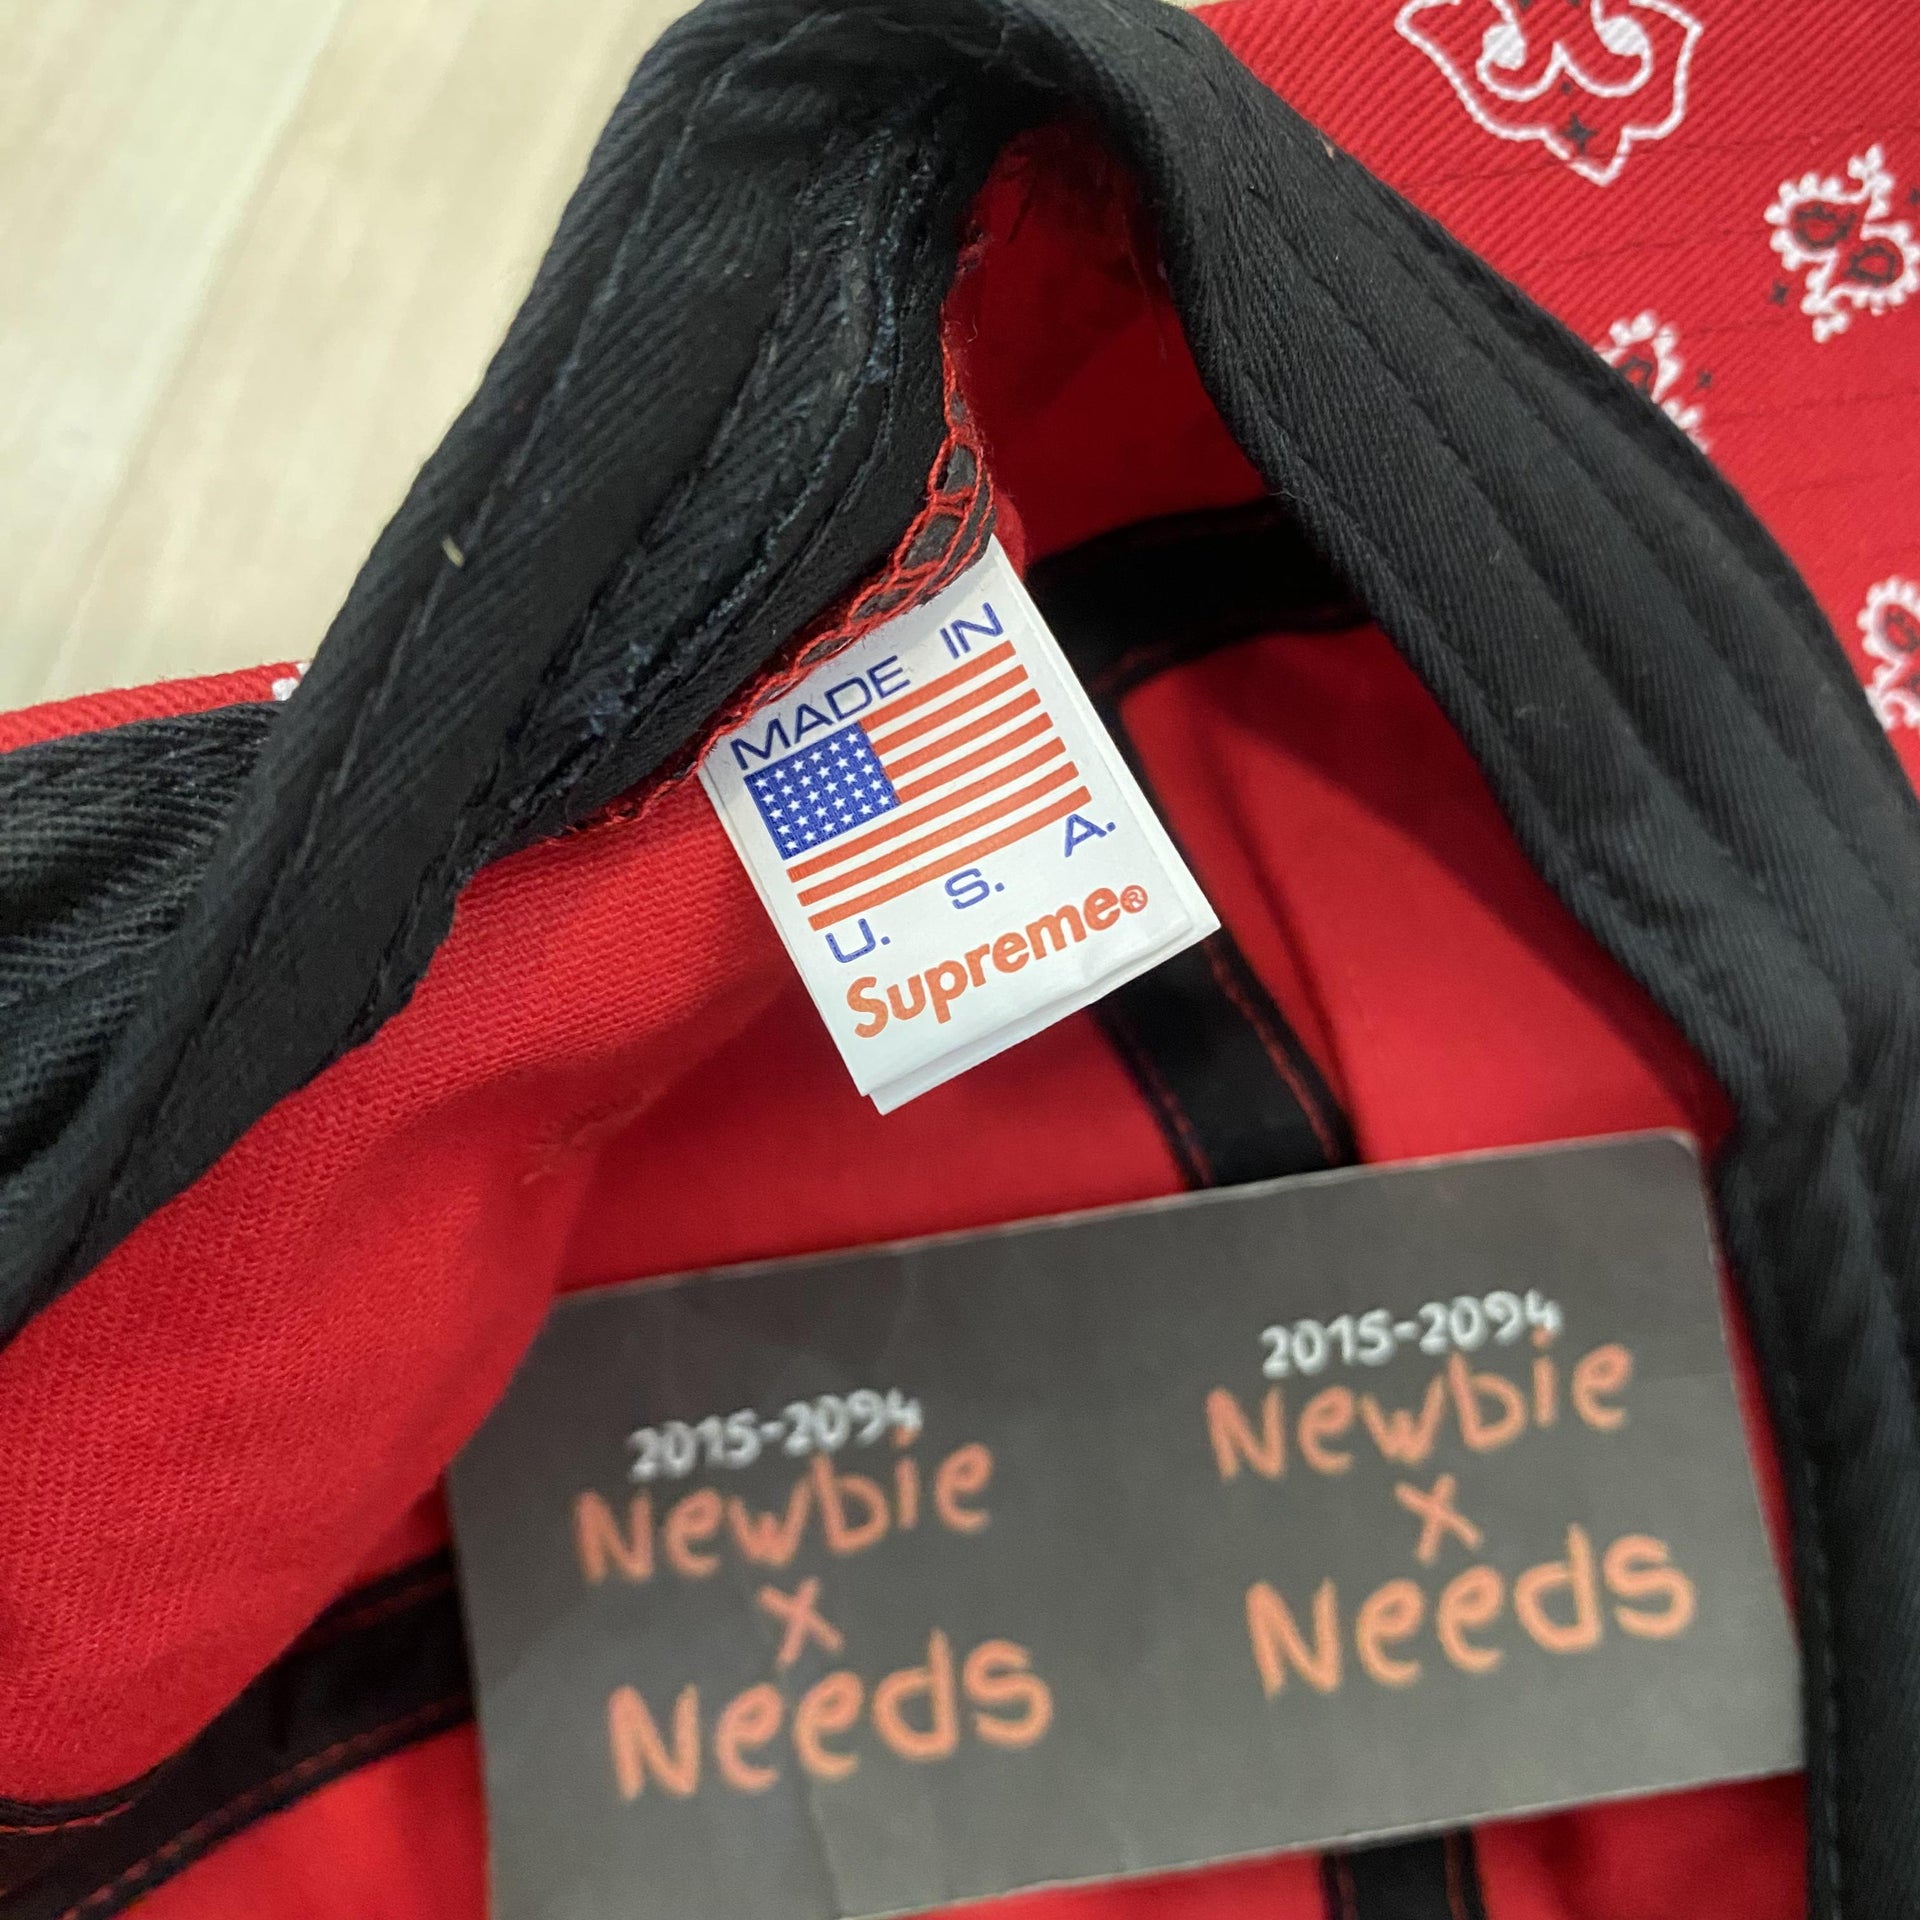 MADE IN
U. S. A.
Supreme®
2015-2094
Newbie
x
Needs
2015-2094
Newbie
x
Needs